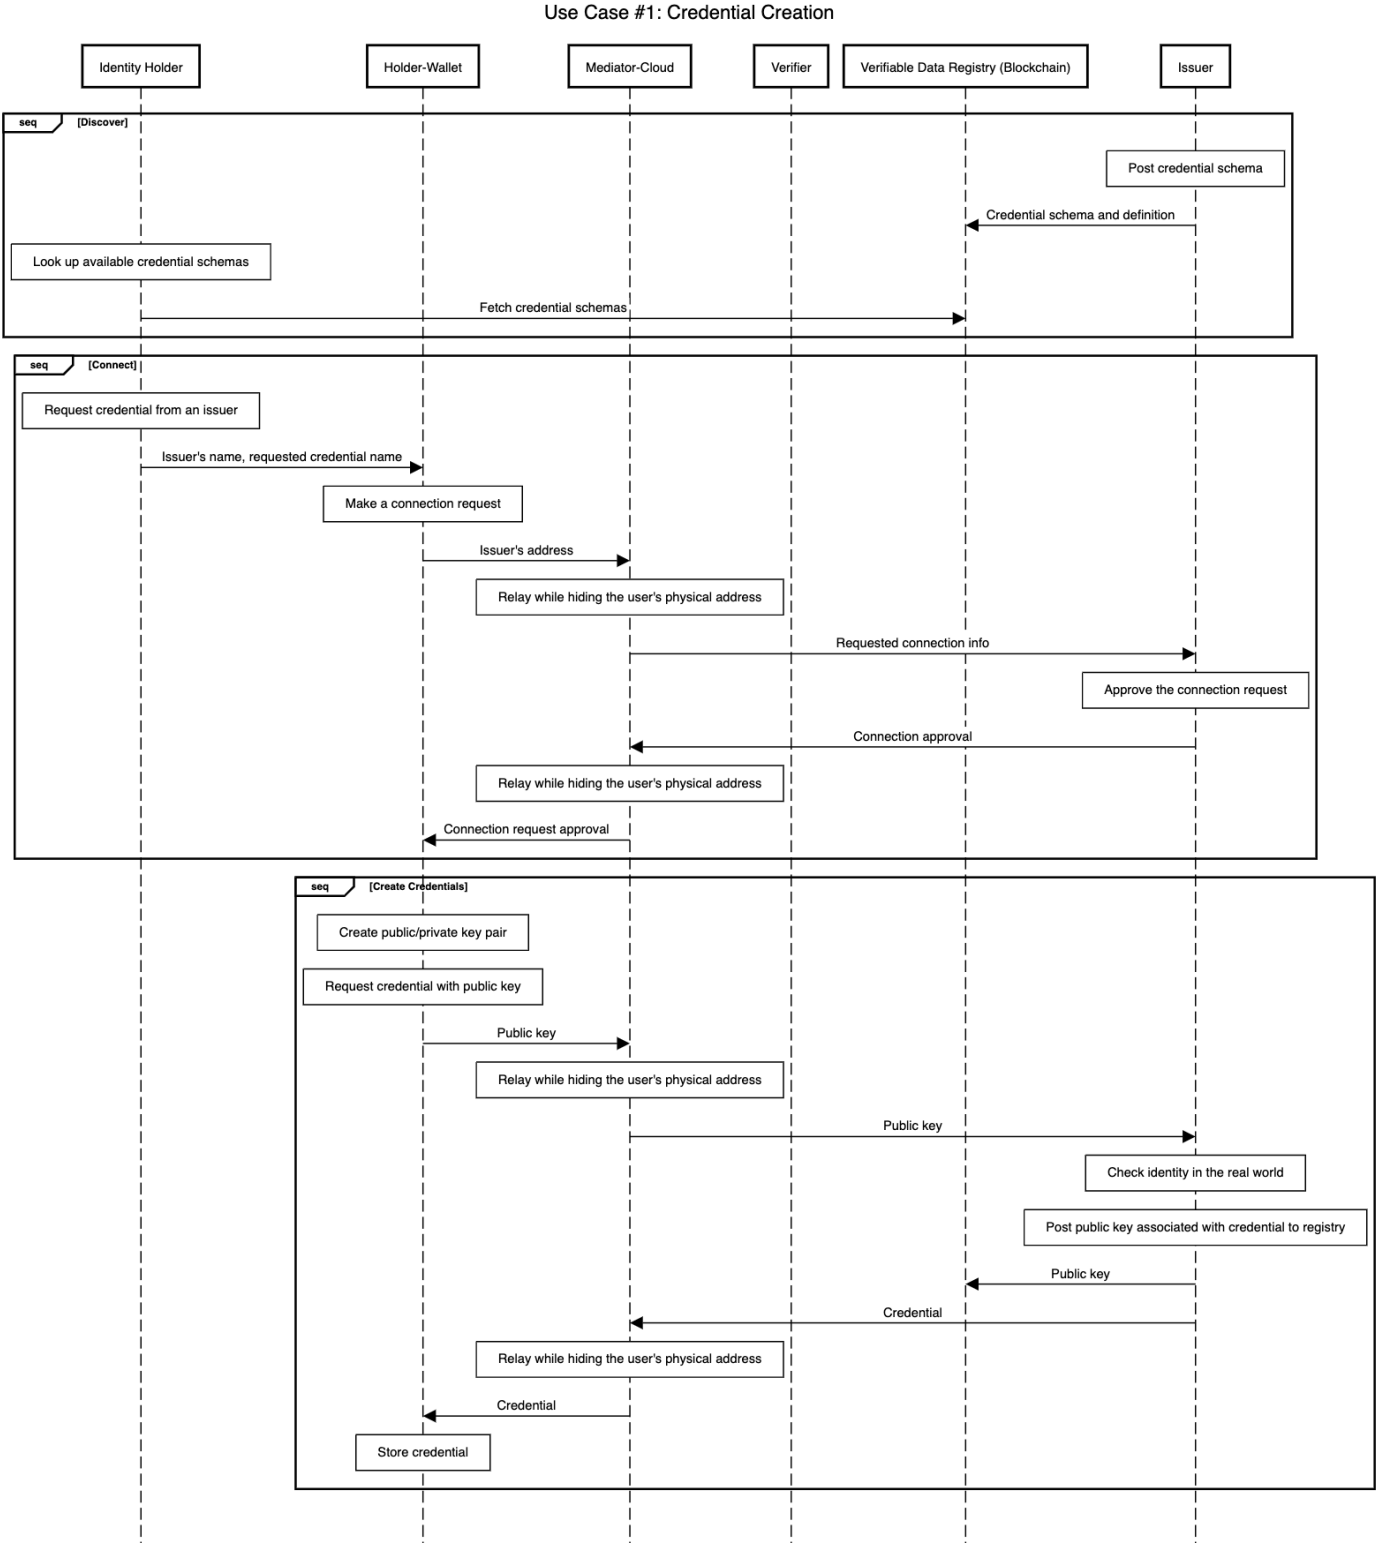 Use Case #1: Credential Creation
Identity Holder
Holder-Wallet
Mediator-Cloud
Verifier
Verifiable Data Registry (Blockchain)
Issuer
seq
[Discover]
Post credential schema
Credential schema and definition
Look up available credential schemas
Fetch credential schemas
seq
[Connect]
Request credential from an issuer
Issuer's name, requested credential name
Make a connection request
Issuer's address
Relay while hiding the user's physical address
Requested connection info
Approve the connection request
Connection approval
Relay while hiding the user's physical address
Connection request approval
seq
[Create Credentials]
Create public/private key pair
Request credential with public key
Public key
Relay while hiding the user's physical address
Public key
Check identity in the real world
Post public key associated with credential to registry
Public key
Credential
Relay while hiding the user's physical address
Credential
Store credential